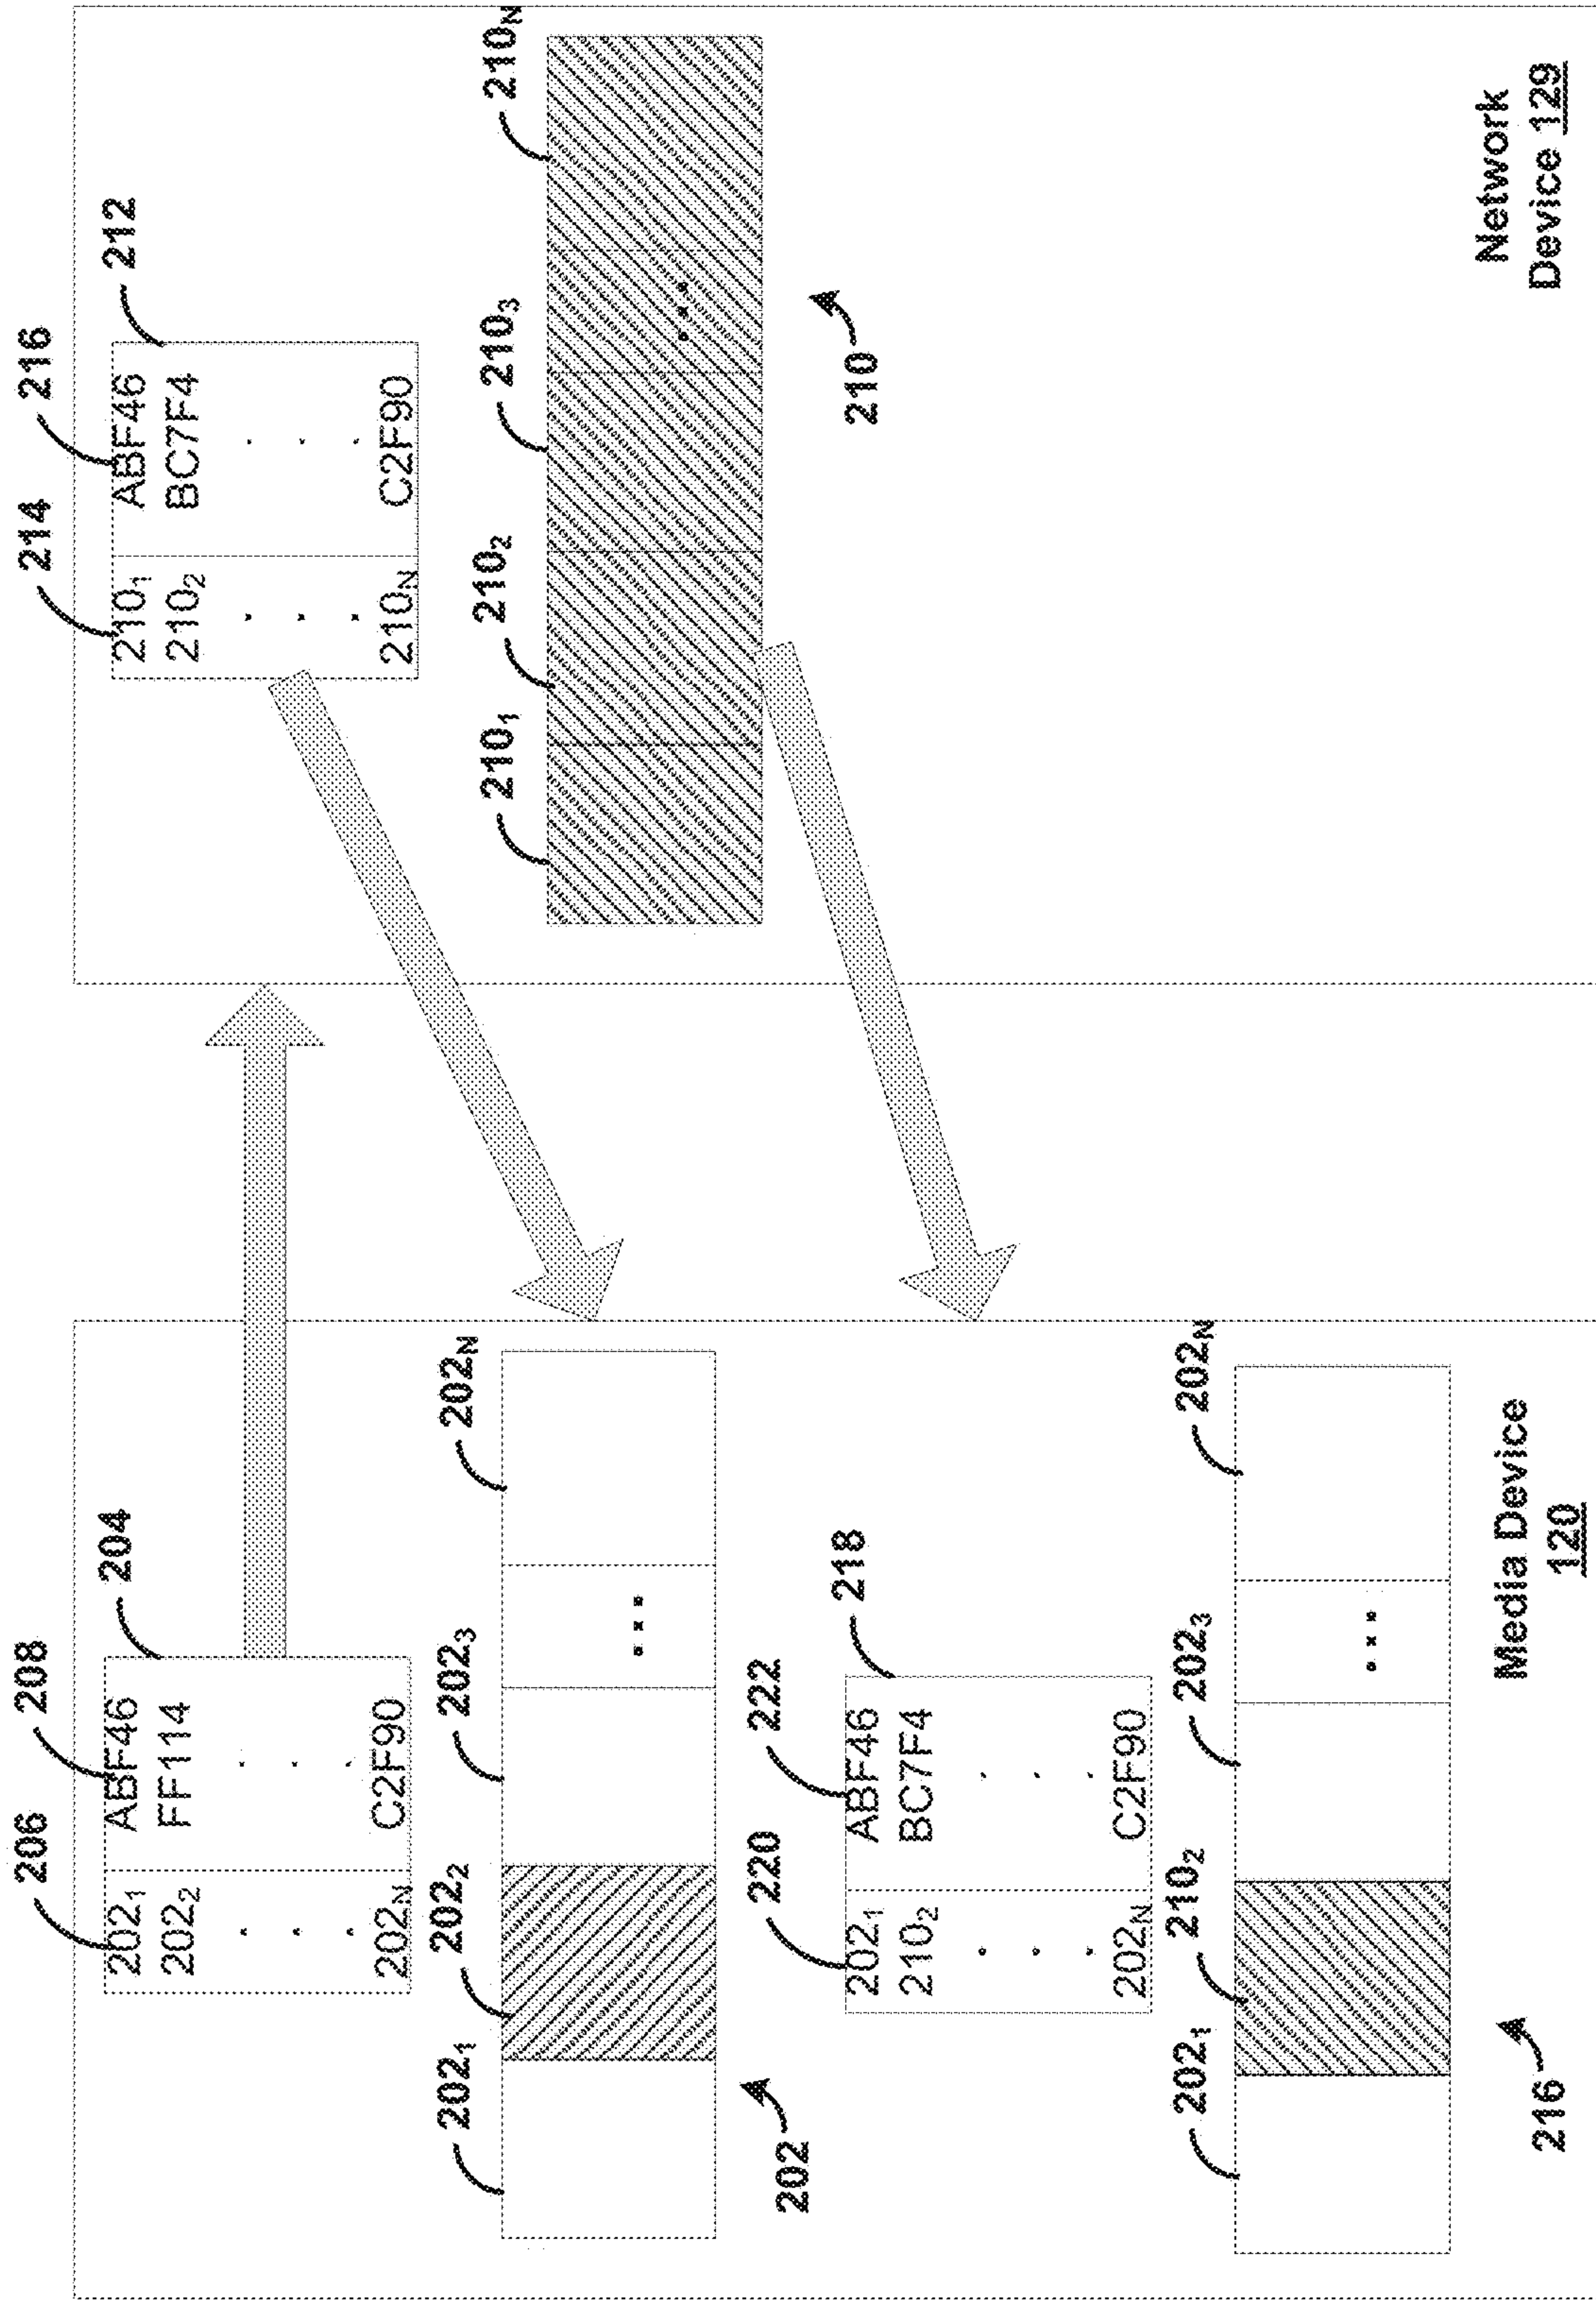 206 208
204
202₁ ABF46
202₂ FF114
. .
. .
. .
202ₙ C2F90
202₁ 202₂ 202₃ 202ₙ
...
202
220 222
218
202₁ ABF46
210₂ BC7F4
. .
. .
. .
202ₙ C2F90
202₁ 210₂ 202₃ 202ₙ
...
216
Media Device
120
214 216
212
210₁ ABF46
210₂ BC7F4
. .
. .
. .
210ₙ C2F90
210₁ 210₂ 210₃ 210ₙ
...
210
Network
Device 129